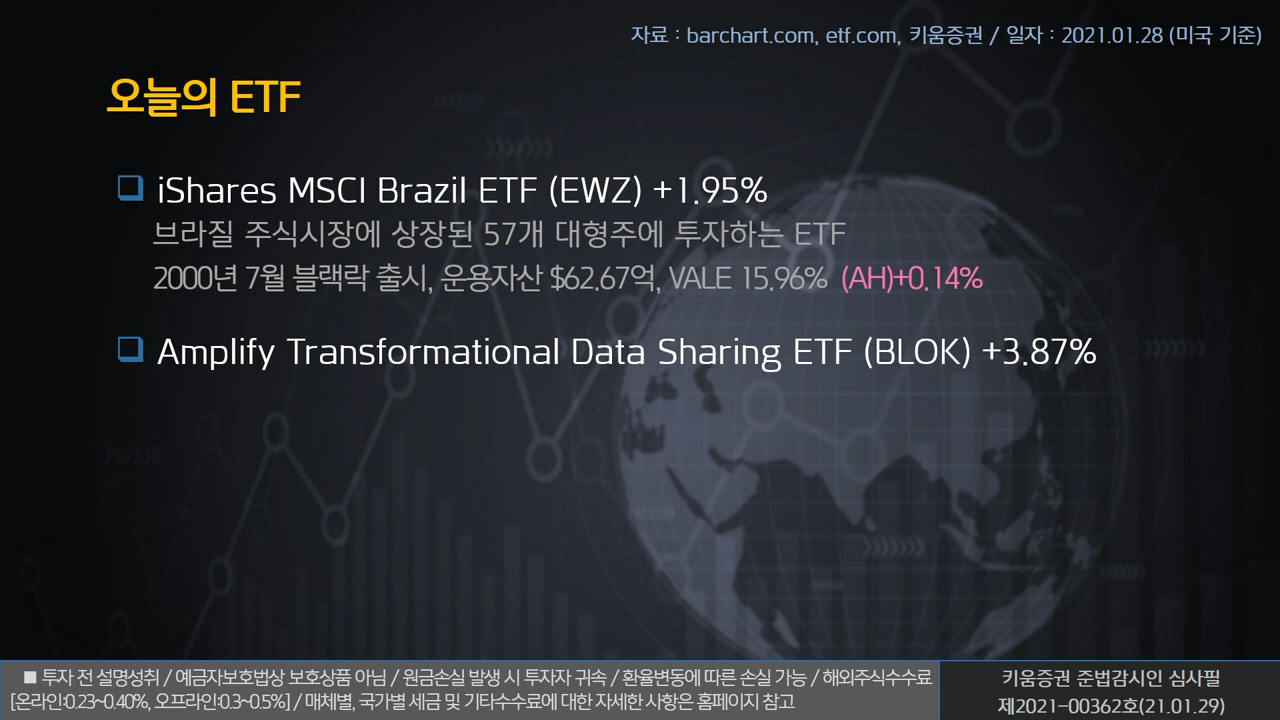 자료 : barchart.com, etf.com, 키움증권 / 일자 : 2021.01.28 (미국 기준)
오늘의 ETF
❑ iShares MSCI Brazil ETF (EWZ) +1.95%
브라질 주식시장에 상장된 57개 대형주에 투자하는 ETF
2000년 7월 블랙락 출시, 운용자산 $62.67억, VALE 15.96% (AH)+0.14%
❑ Amplify Transformational Data Sharing ETF (BLOK) +3.87%
■ 투자 전 설명성취 / 예금자보호법상 보호상품 아님 / 원금손실 발생 시 투자자 귀속 / 환율변동에 따른 손실 가능 / 해외주식수수료
[온라인:0.23~0.40%, 오프라인:0.3~0.5%] / 매체별, 국가별 세금 및 기타수수료에 대한 자세한 사항은 홈페이지 참고
키움증권 준법감시인 심사필
제2021-00362호(21.01.29)